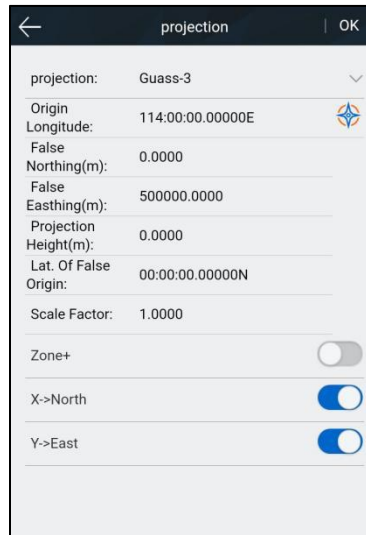 projection
OK
projection: Guass-3
Origin
Longitude: 114:00:00.00000E
False
Northing(m): 0.0000
False
Easting(m): 500000.0000
Projection
Height(m): 0.0000
Lat. Of False
Origin: 00:00:00.00000N
Scale Factor: 1.0000
Zone+
X->North
Y->East